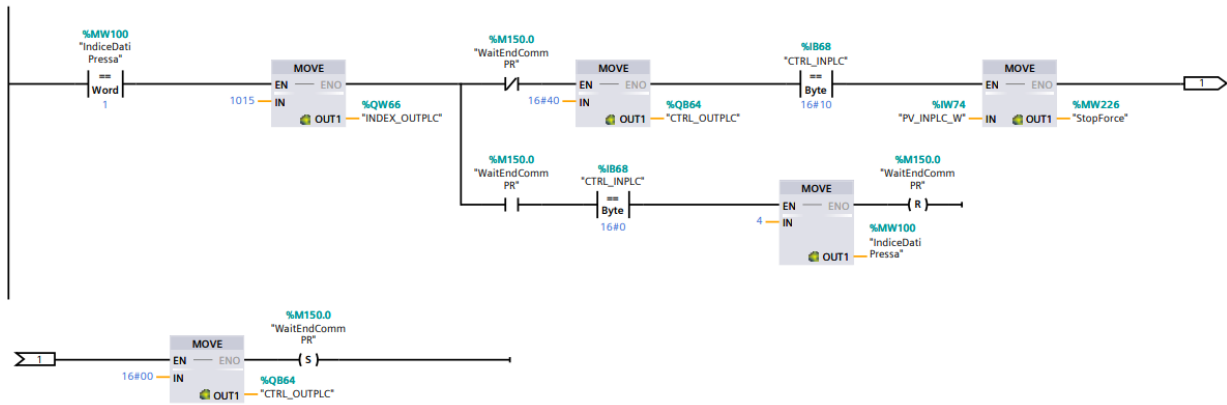 %MW100
"IndiceDati
Pressa"
==
Word
1
MOVE
EN ENO
1015 IN
%QW66
OUT1 "INDEX_OUTPLC"
%M150.0
"WaitEndComm
PR"
MOVE
EN ENO
16#40 IN
%QB64
OUT1 "CTRL_OUTPLC"
%IB68
"CTRL_INPLC"
==
Byte
16#10
MOVE
EN ENO
%IW74
"PV_INPLC_W" IN
%MW226
OUT1 "StopForce"
1
%M150.0
"WaitEndComm
PR"
%IB68
"CTRL_INPLC"
==
Byte
16#0
MOVE
EN ENO
4 IN
%MW100
"IndiceDati
OUT1 Pressa"
%M150.0
"WaitEndComm
PR"
R
1
MOVE
EN ENO
16#00 IN
%QB64
OUT1 "CTRL_OUTPLC"
%M150.0
"WaitEndComm
PR"
S